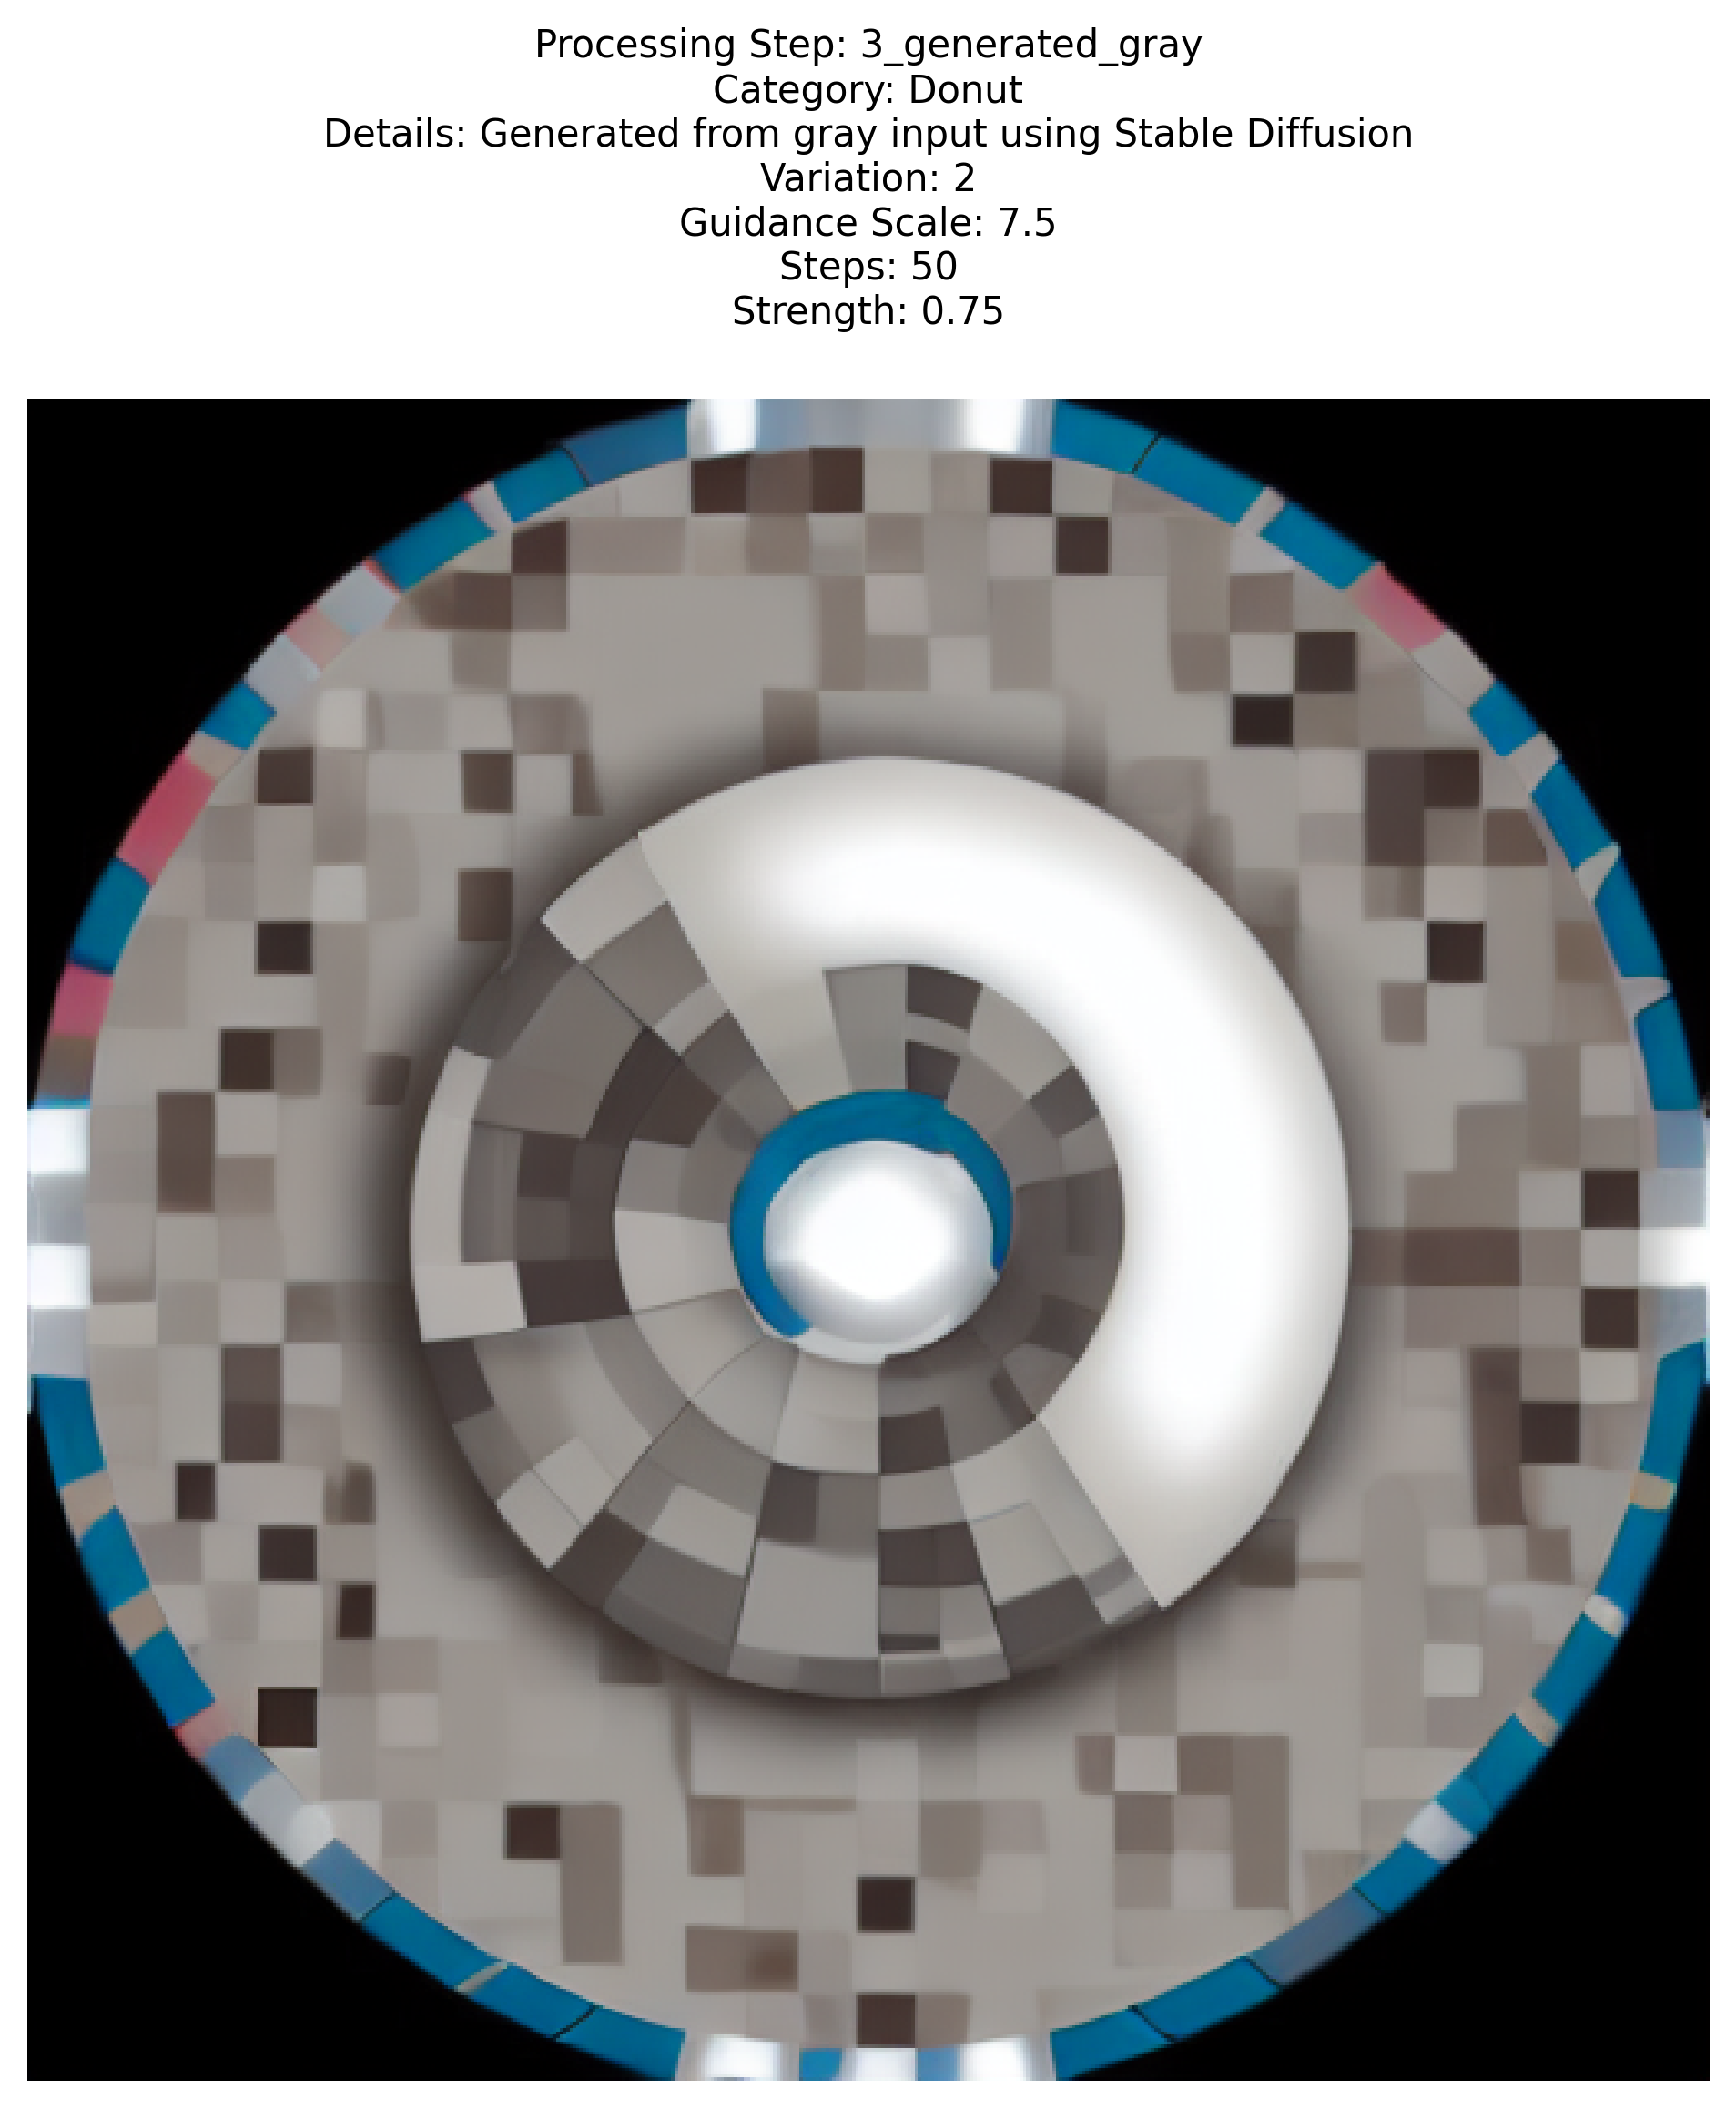 Processing Step: 3_generated_gray
Category: Donut
Details: Generated from gray input using Stable Diffusion
Variation: 2
Guidance Scale: 7.5
Steps: 50
Strength: 0.75